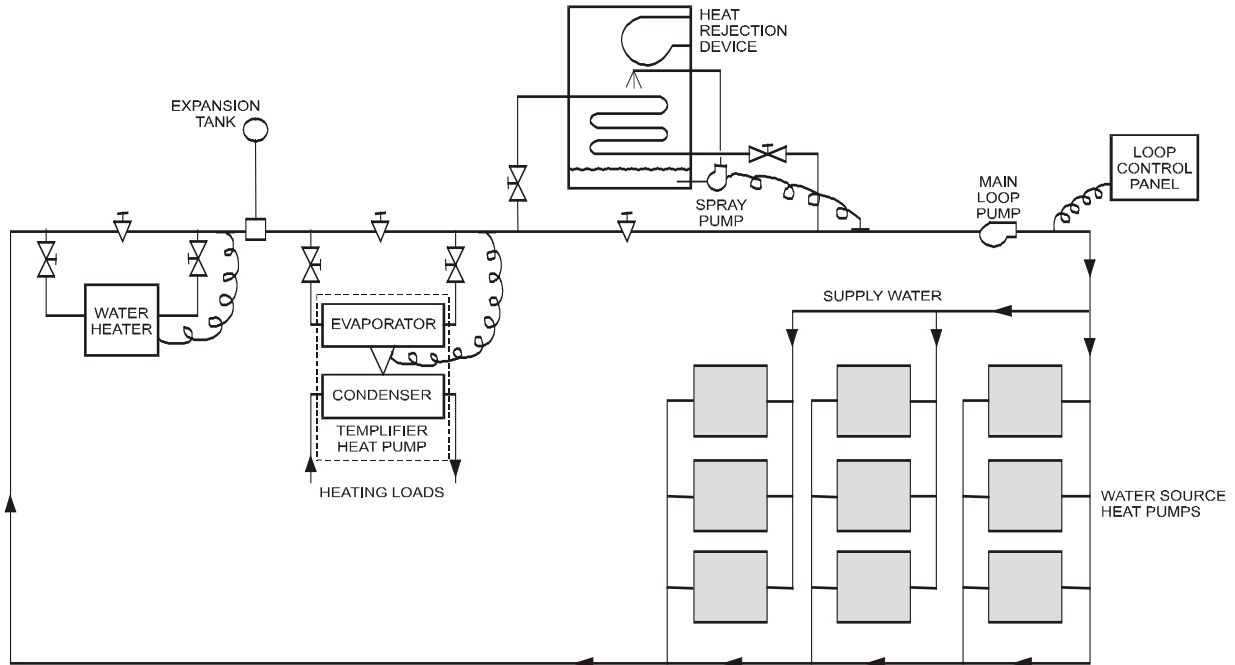 HEAT
REJECTION
DEVICE
EXPANSION
TANK
LOOP
CONTROL
PANEL
MAIN
LOOP
PUMP
SPRAY
PUMP
WATER
HEATER
EVAPORATOR
CONDENSER
TEMPLIFIER
HEAT PUMP
HEATING LOADS
SUPPLY WATER
WATER SOURCE
HEAT PUMPS